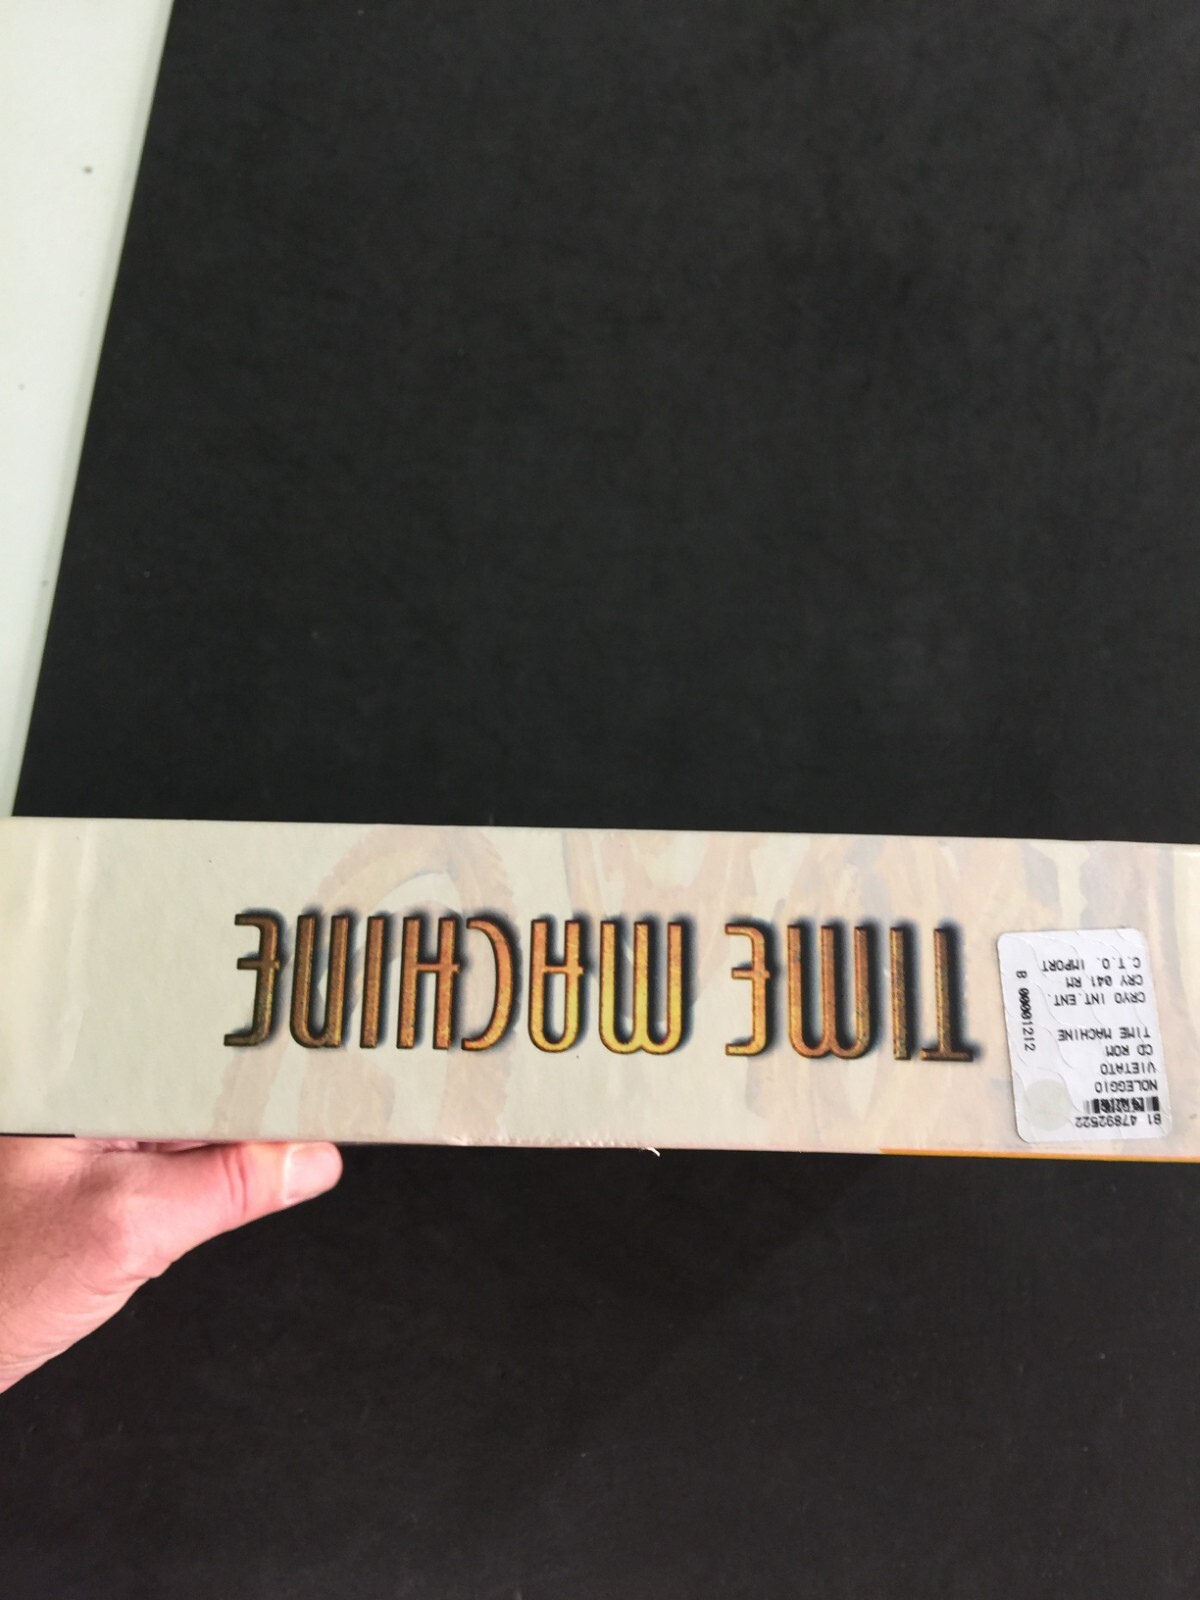 TIME MACHINE
81 47892522
NOLEGGIO
VIETATO
CD ROM
TIME MACHINE
CRYO INT.ENT.
CRY 041 RM
C.T.O. IMPORT
B 00001212